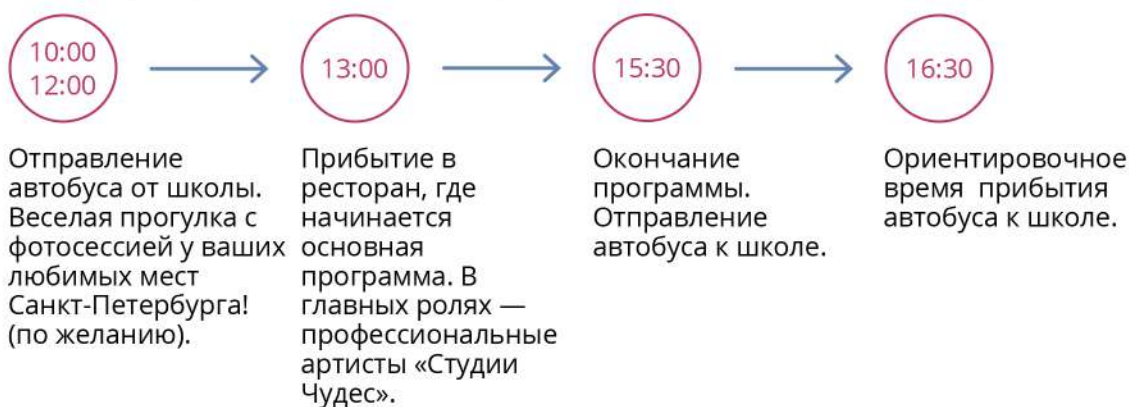 10:00
12:00
13:00
15:30
16:30
Отправление
автобуса от школы.
Веселая прогулка с
фотосессией у ваших
любимых мест
Санкт-Петербурга!
(по желанию).
Прибытие в
ресторан, где
начинается
основная
программа. В
главных ролях —
профессиональные
артисты «Студии
Чудес».
Окончание
программы.
Отправление
автобуса к школе.
Ориентировочное
время прибытия
автобуса к школе.